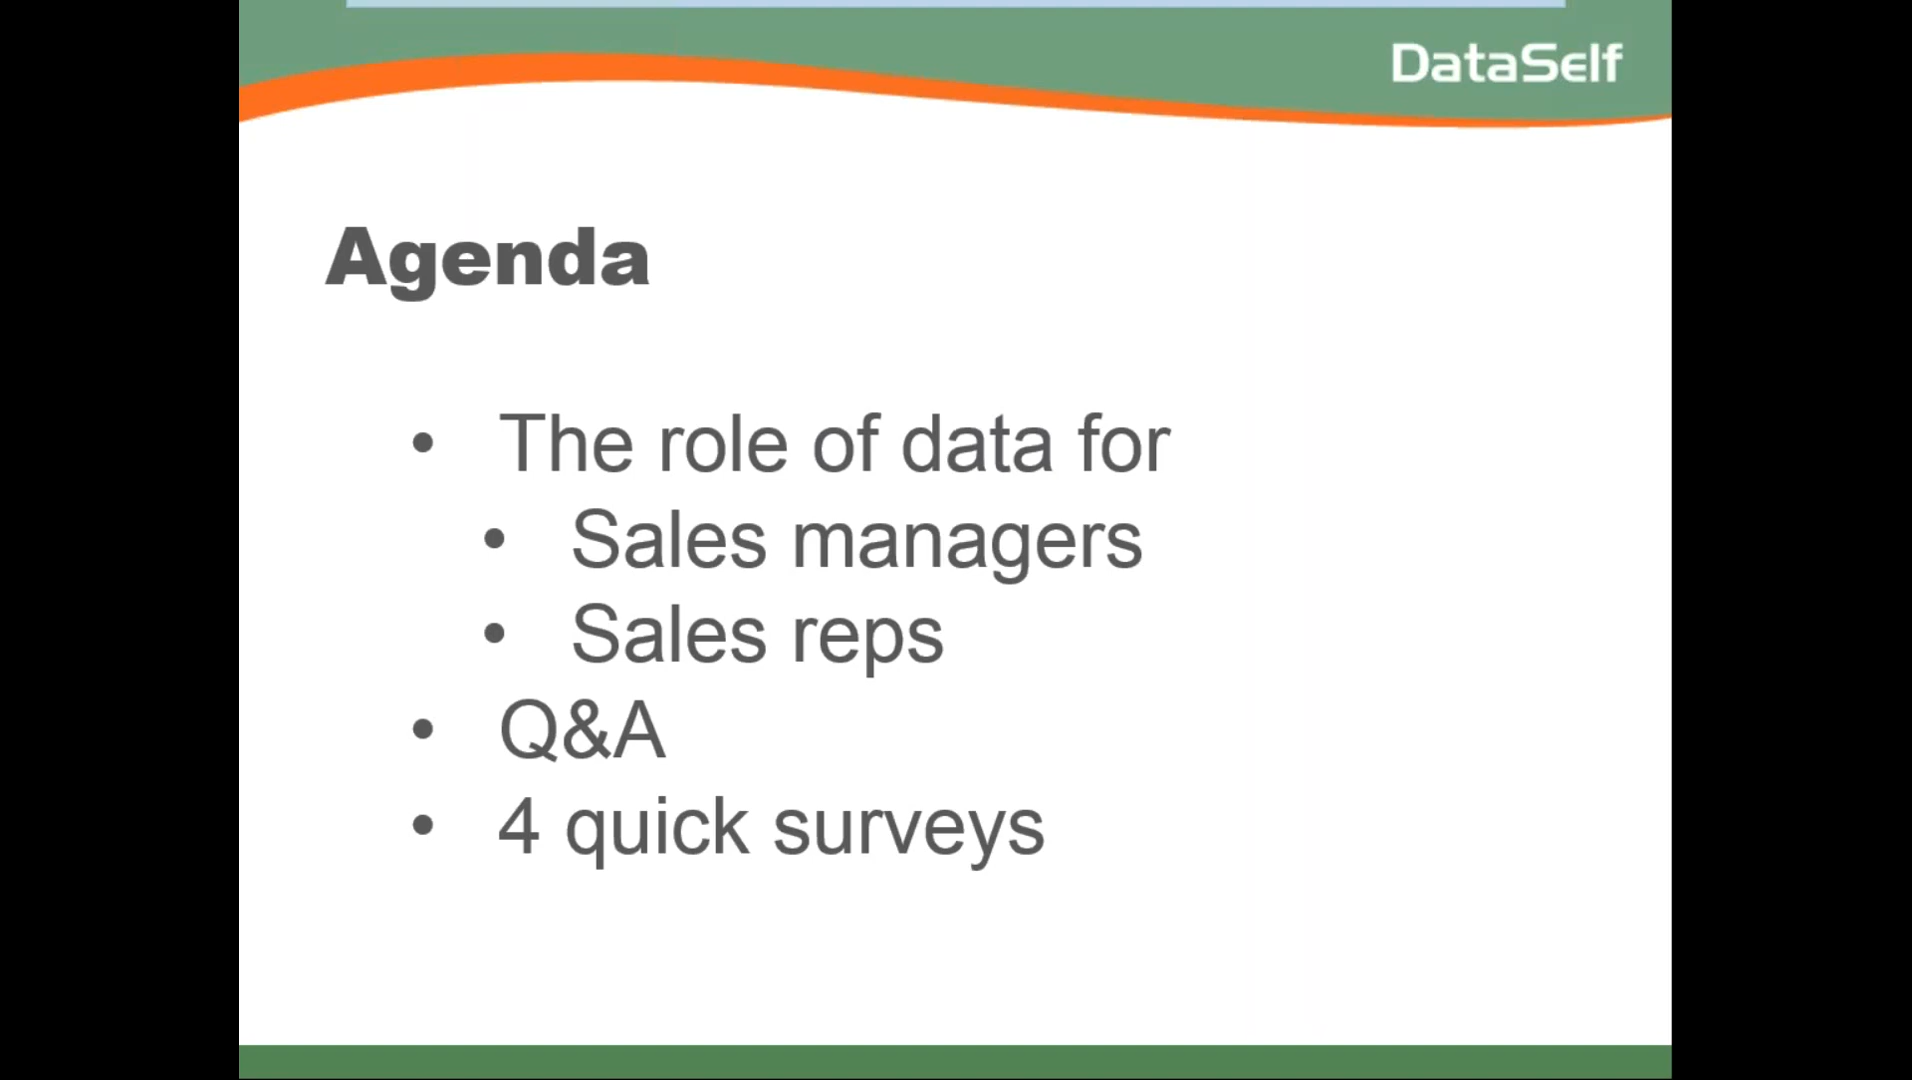 DataSelf
Agenda
• The role of data for
• Sales managers
• Sales reps
• Q&A
• 4 quick surveys